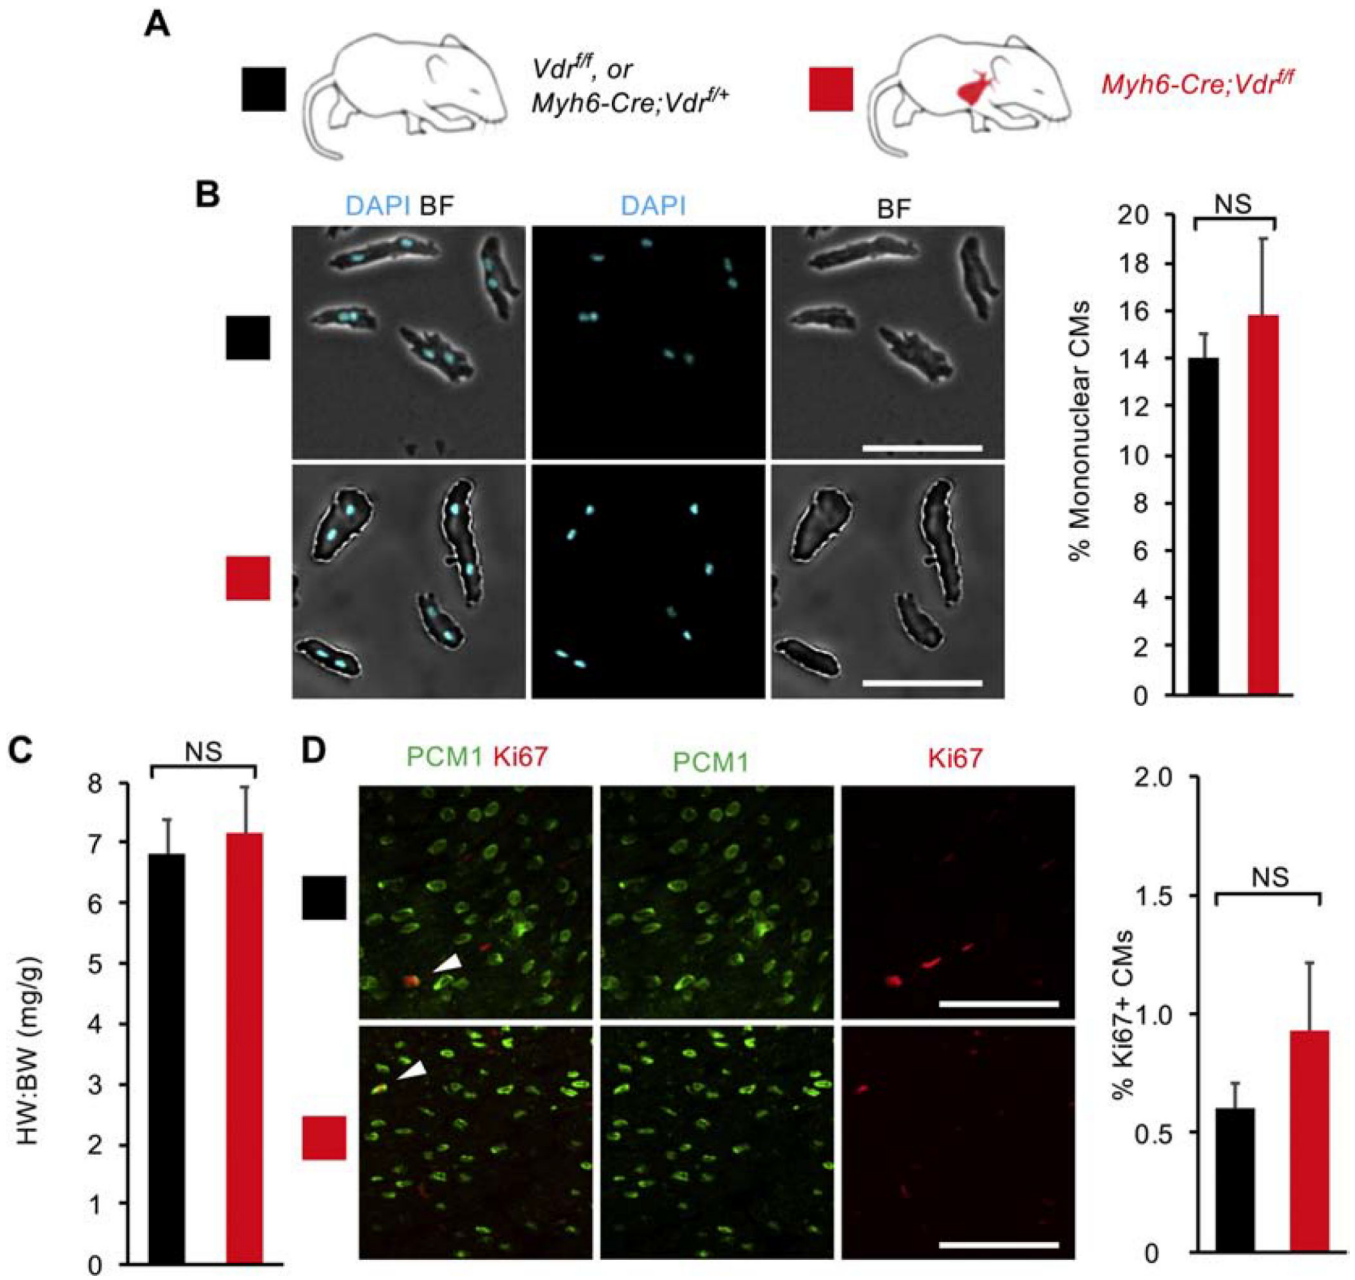 A
Vdrf/f, or
Myh6-Cre;Vdrf/+
Myh6-Cre;Vdrf/f
B
DAPI BF
DAPI
BF
NS
% Mononuclear CMs
20
18
16
14
12
10
8
6
4
2
0
C
NS
HW:BW (mg/g)
8
7
6
5
4
3
2
1
0
D
PCM1 Ki67
PCM1
Ki67
NS
% Ki67+ CMs
2.0
1.5
1.0
0.5
0